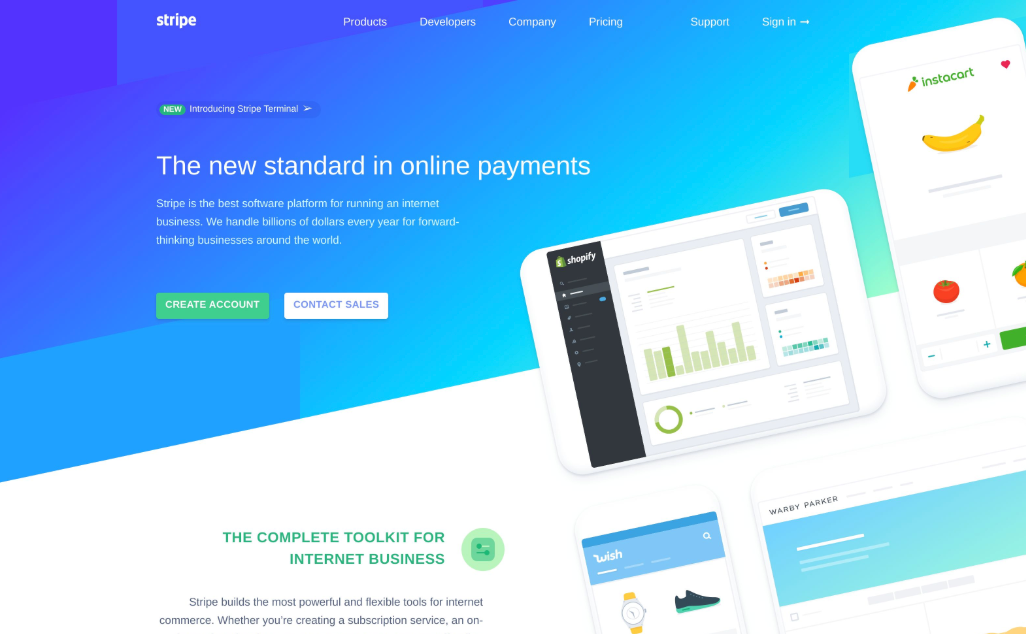 stripe
Products Developers Company Pricing Support Sign in →
NEW Introducing Stripe Terminal ➢
The new standard in online payments
Stripe is the best software platform for running an internet
business. We handle billions of dollars every year for forward-
thinking businesses around the world.
CREATE ACCOUNT CONTACT SALES
instacart
shopify
WARBY PARKER
wish
THE COMPLETE TOOLKIT FOR
INTERNET BUSINESS
Stripe builds the most powerful and flexible tools for internet
commerce. Whether you’re creating a subscription service, an on-